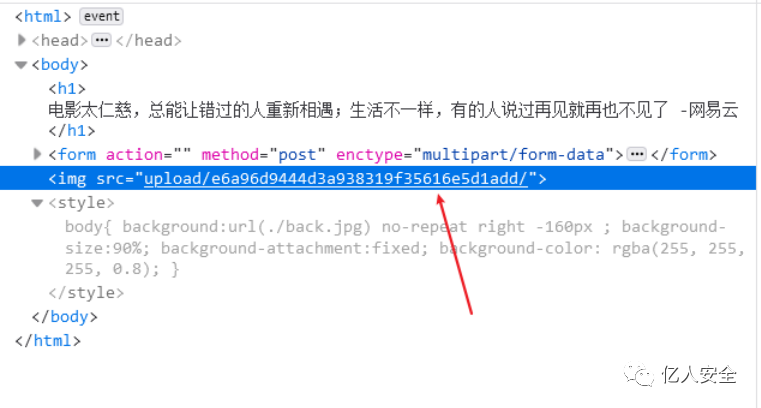 <html> event
<head> ••• </head>
<body>
<h1>
电影太仁慈，总能让错过的人重新相遇；生活不一样，有的人说过再见就再也不见了 -网易云
</h1>
<form action="" method="post" enctype="multipart/form-data"> ••• </form>
<img src="upload/e6a96d9444d3a938319f35616e5d1add/">
<style>
body{ background:url(./back.jpg) no-repeat right -160px ; background-
size:90%; background-attachment:fixed; background-color: rgba(255, 255,
255, 0.8); }
</style>
</body>
</html>
亿人安全